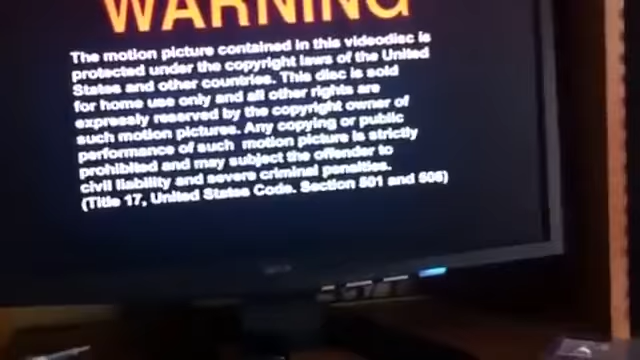 WARNING
The motion picture contained in this videodisc is
protected under the copyright laws of the United
States and other countries. This disc is sold
for home use only and all other rights are
expressly reserved by the copyright owner of
such motion pictures. Any copying or public
performance of such motion picture is strictly
prohibited and may subject the offender to
civil liability and severe criminal penalties.
(Title 17, United States Code. Section 501 and 506)